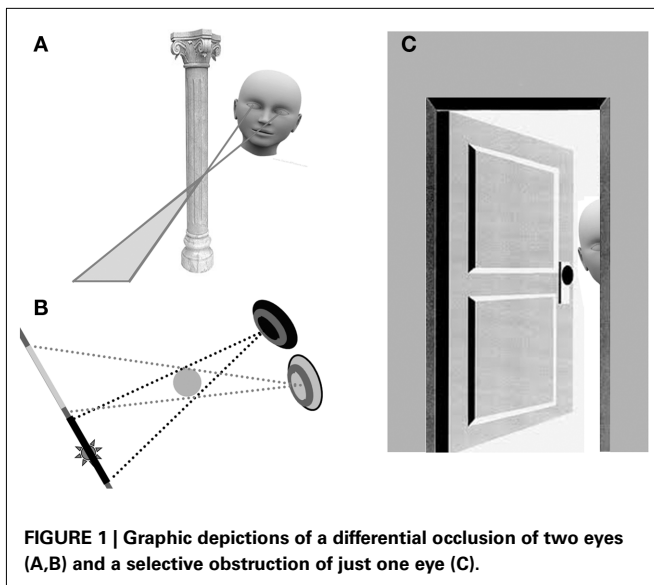 A
C
B
FIGURE 1 | Graphic depictions of a differential occlusion of two eyes
(A,B) and a selective obstruction of just one eye (C).